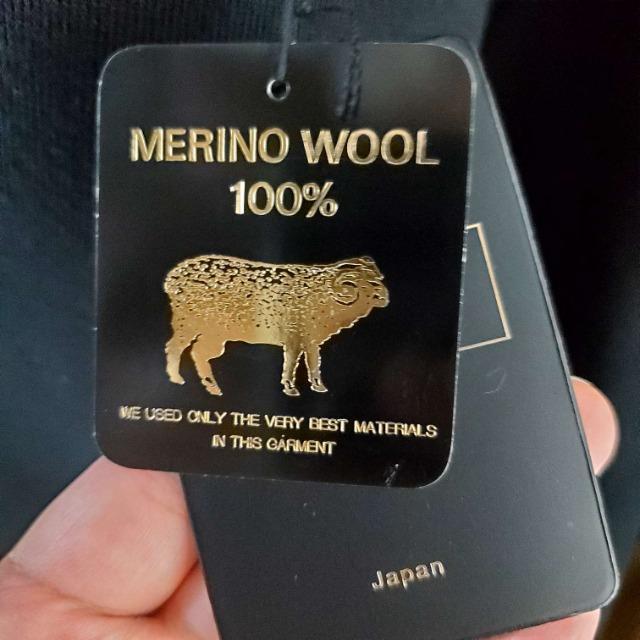 MERINO WOOL
100%
WE USED ONLY THE VERY BEST MATERIALS
IN THIS GARMENT
Japan